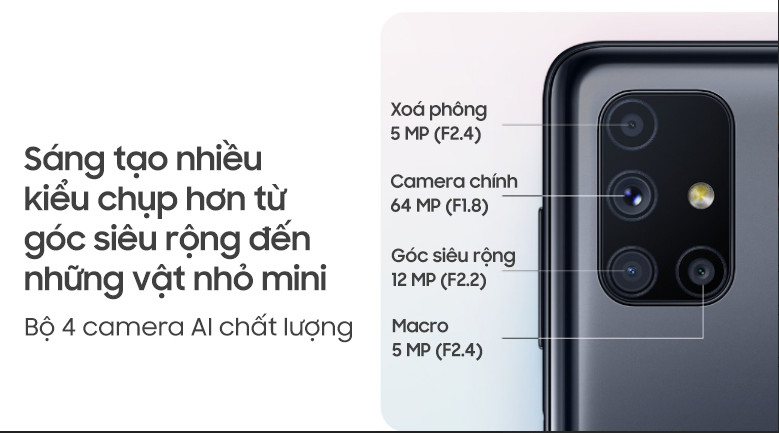 Sáng tạo nhiều
kiểu chụp hơn từ
góc siêu rộng đến
những vật nhỏ mini
Bộ 4 camera AI chất lượng
Xoá phông
5 MP (F2.4)
Camera chính
64 MP (F1.8)
Góc siêu rộng
12 MP (F2.2)
Macro
5 MP (F2.4)